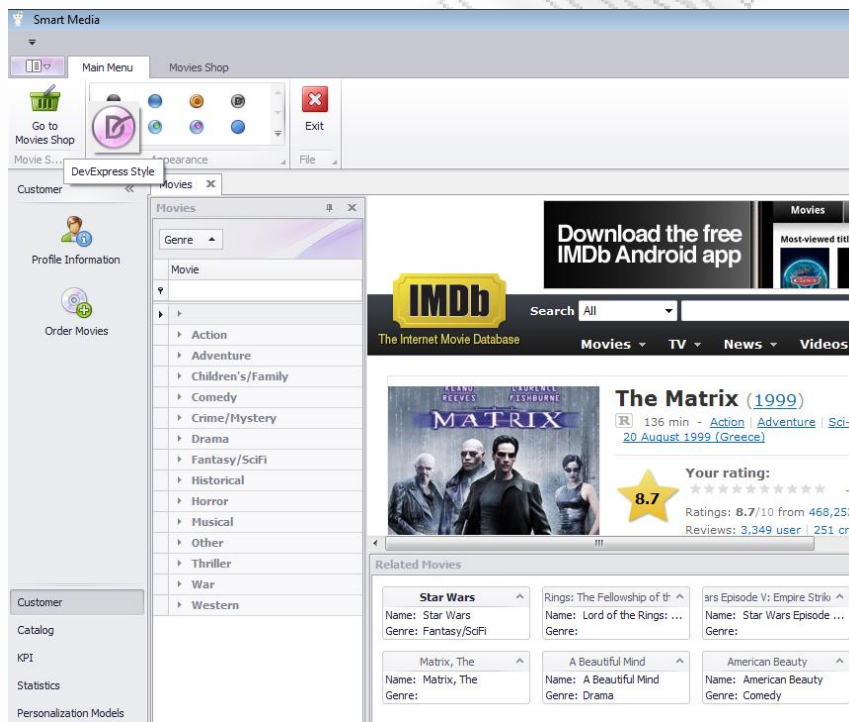 Smart Media
Main Menu
Movies Shop
Go to
Movies Shop
Exit
Movie S...
Appearance
File
DevExpress Style
Customer
Movies
Profile Information
Order Movies
Movies
Genre
Movie
Action
Adventure
Children's/Family
Comedy
Crime/Mystery
Drama
Fantasy/SciFi
Historical
Horror
Musical
Other
Thriller
War
Western
Download the free
IMDb Android app
Movies
Most-viewed titl
IMDb
The Internet Movie Database
Search All
Movies TV News Videos
KEANU REEVES LAURENCE FISHBURNE
MATRIX
The Matrix (1999)
R 136 min - Action | Adventure | Sci-
20 August 1999 (Greece)
8.7
Your rating:
Ratings: 8.7/10 from 468,252
Reviews: 3,349 user | 251 cr
Related Movies
Star Wars
Name: Star Wars
Genre: Fantasy/SciFi
Rings: The Fellowship of th
Name: Lord of the Rings: ...
Genre:
ars Episode V: Empire Strik
Name: Star Wars Episode ...
Genre:
Matrix, The
Name: Matrix, The
Genre:
A Beautiful Mind
Name: A Beautiful Mind
Genre: Drama
American Beauty
Name: American Beauty
Genre: Comedy
Customer
Catalog
KPI
Statistics
Personalization Models